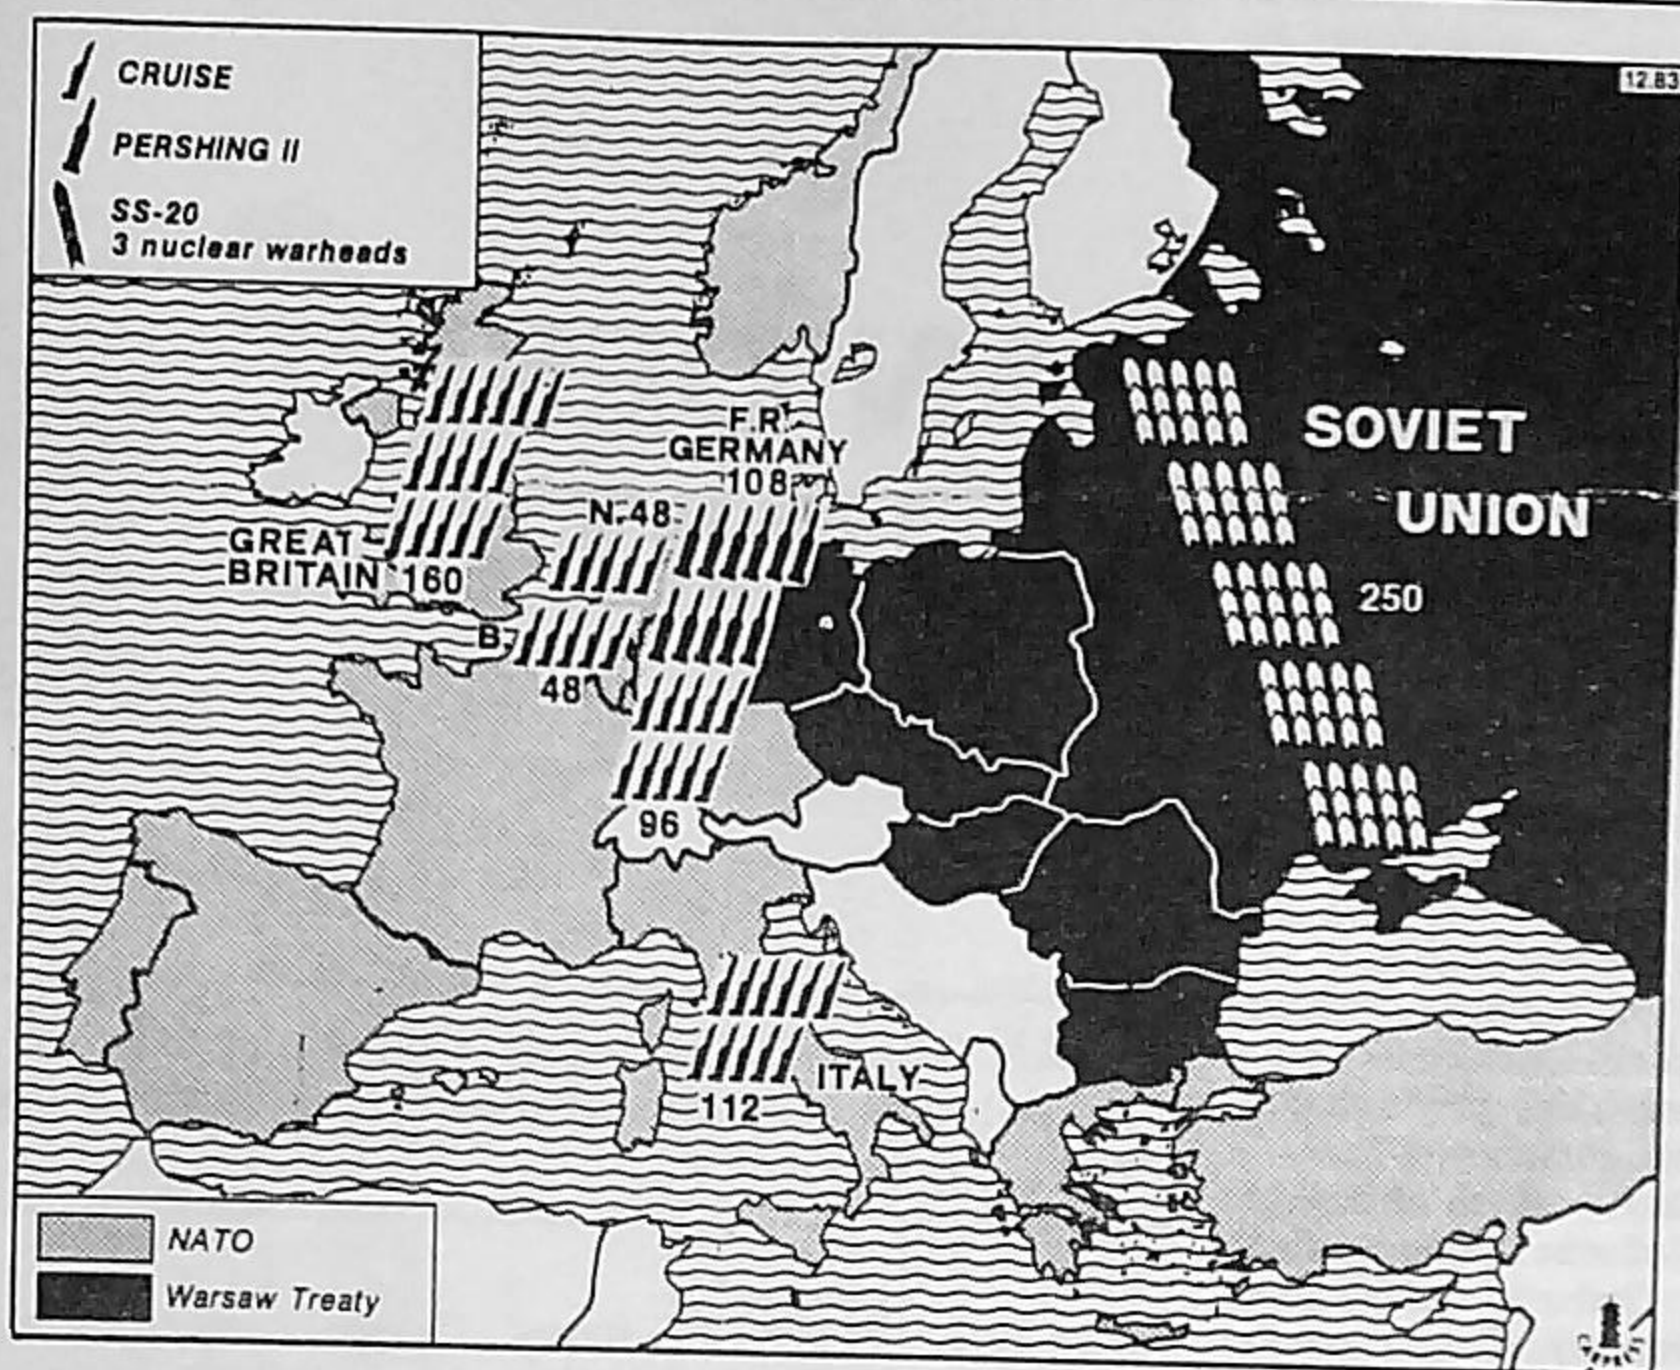 CRUISE
PERSHING II
SS-20
3 nuclear warheads
12.83
F.R.
GERMANY
108
N. 48
GREAT
BRITAIN 160
B
48
96
SOVIET
UNION
250
ITALY
112
NATO
Warsaw Treaty